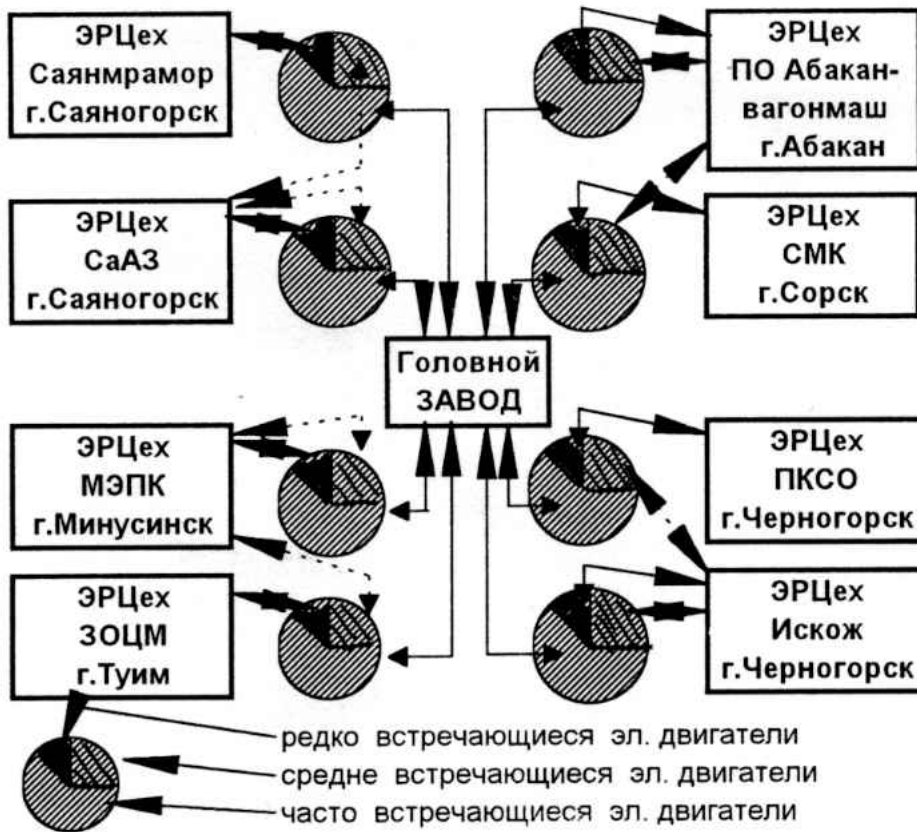 ЭРЦех
Саянмрамор
г.Саяногорск
ЭРЦех
ПО Абакан-
вагонмаш
г.Абакан
ЭРЦех
СаАЗ
г.Саяногорск
ЭРЦех
СМК
г.Сорск
Головной
ЗАВОД
ЭРЦех
МЭПК
г.Минусинск
ЭРЦех
ПКСО
г.Черногорск
ЭРЦех
ЗОЦМ
г.Туим
ЭРЦех
Искож
г.Черногорск
редко встречающиеся эл. двигатели
средне встречающиеся эл. двигатели
часто встречающиеся эл. двигатели